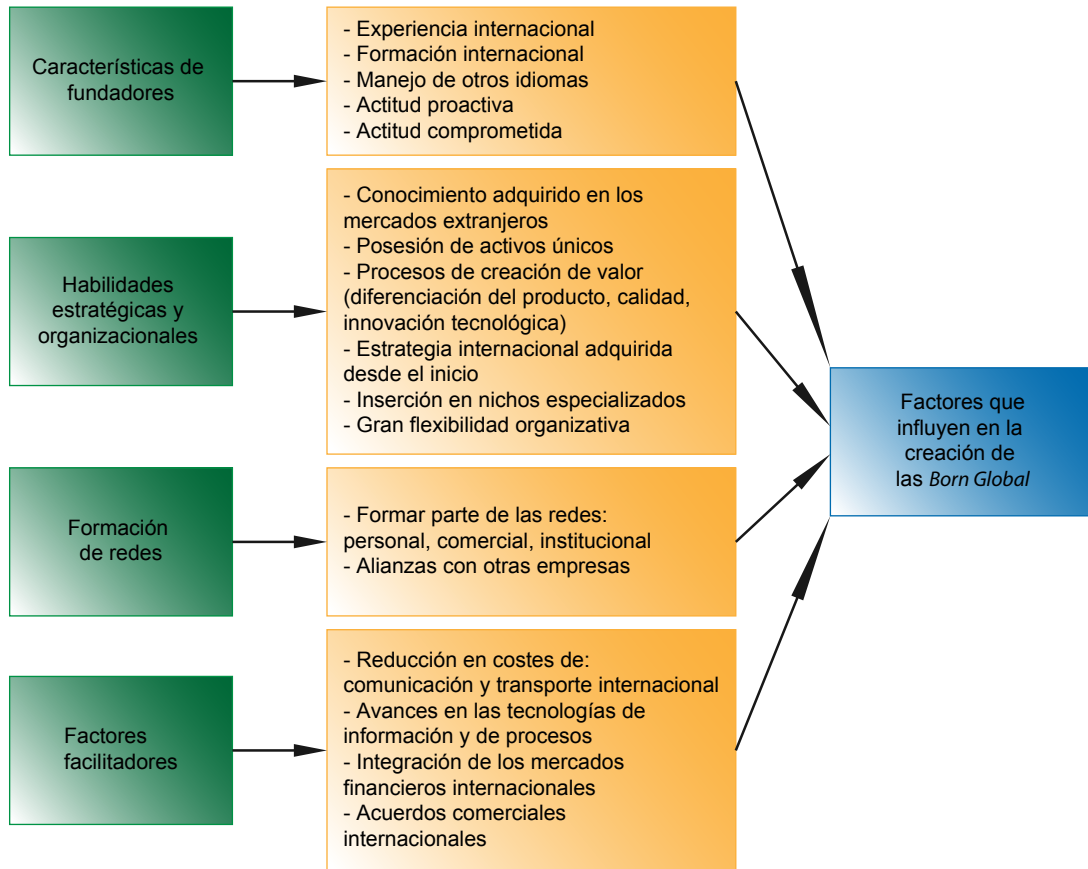 Características de
fundadores
- Experiencia internacional
- Formación internacional
- Manejo de otros idiomas
- Actitud proactiva
- Actitud comprometida
Habilidades
estratégicas y
organizacionales
- Conocimiento adquirido en los
mercados extranjeros
- Posesión de activos únicos
- Procesos de creación de valor
(diferenciación del producto, calidad,
innovación tecnológica)
- Estrategia internacional adquirida
desde el inicio
- Inserción en nichos especializados
- Gran flexibilidad organizativa
Formación
de redes
- Formar parte de las redes:
personal, comercial, institucional
- Alianzas con otras empresas
Factores
facilitadores
- Reducción en costes de:
comunicación y transporte internacional
- Avances en las tecnologías de
información y de procesos
- Integración de los mercados
financieros internacionales
- Acuerdos comerciales
internacionales
Factores que
influyen en la
creación de
las Born Global